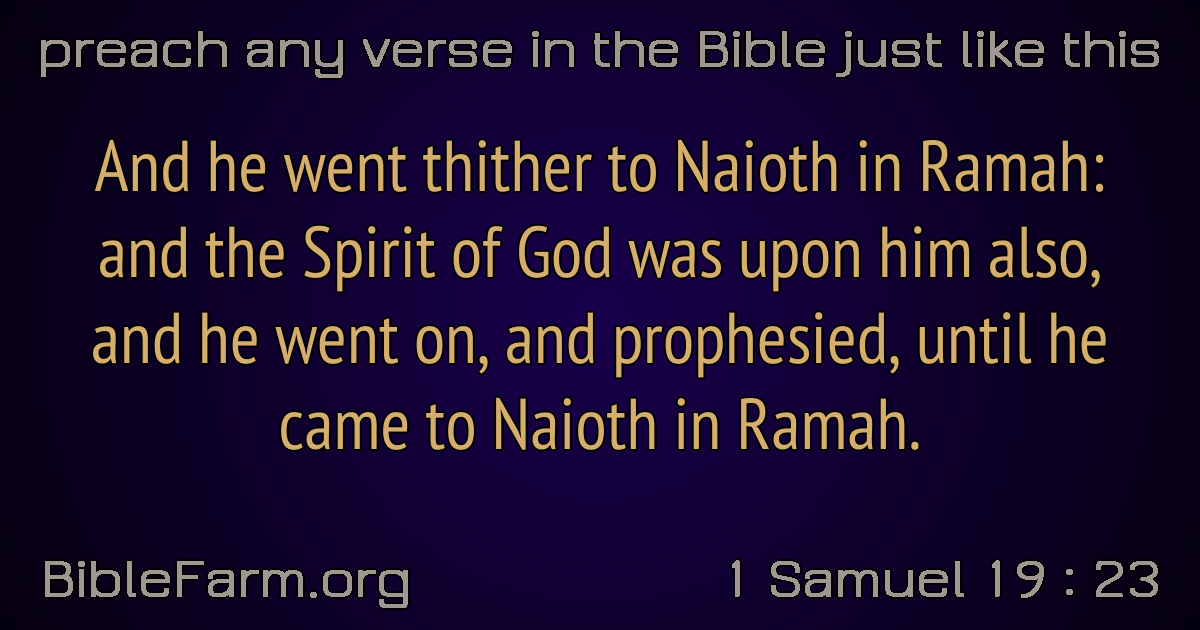 preach any verse in the Bible just like this
And he went thither to Naioth in Ramah:
and the Spirit of God was upon him also,
and he went on, and prophesied, until he
came to Naioth in Ramah.
BibleFarm.org
1 Samuel 19 : 23